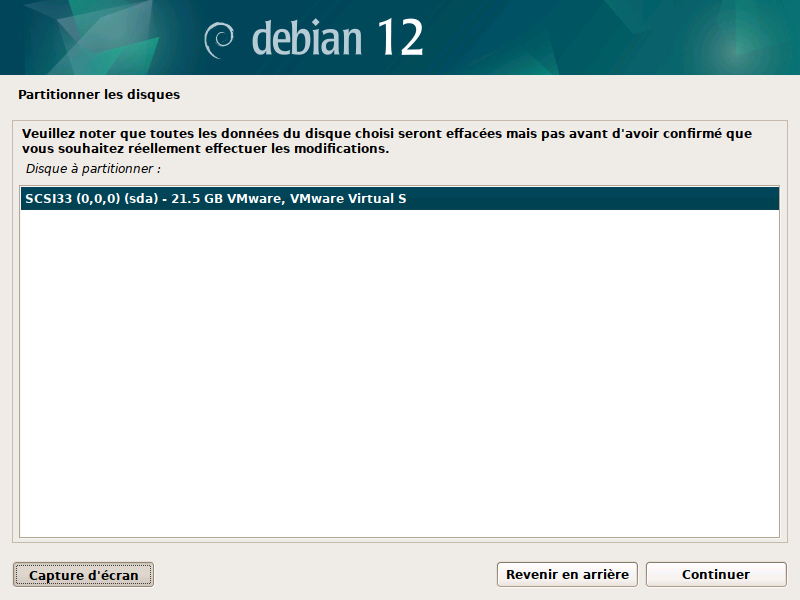 debian 12
Partitionner les disques
Veuillez noter que toutes les données du disque choisi seront effacées mais pas avant d'avoir confirmé que
vous souhaitez réellement effectuer les modifications.
Disque à partitionner :
SCSI33 (0,0,0) (sda) - 21.5 GB VMware, VMware Virtual S
Capture d'écran
Revenir en arrière
Continuer